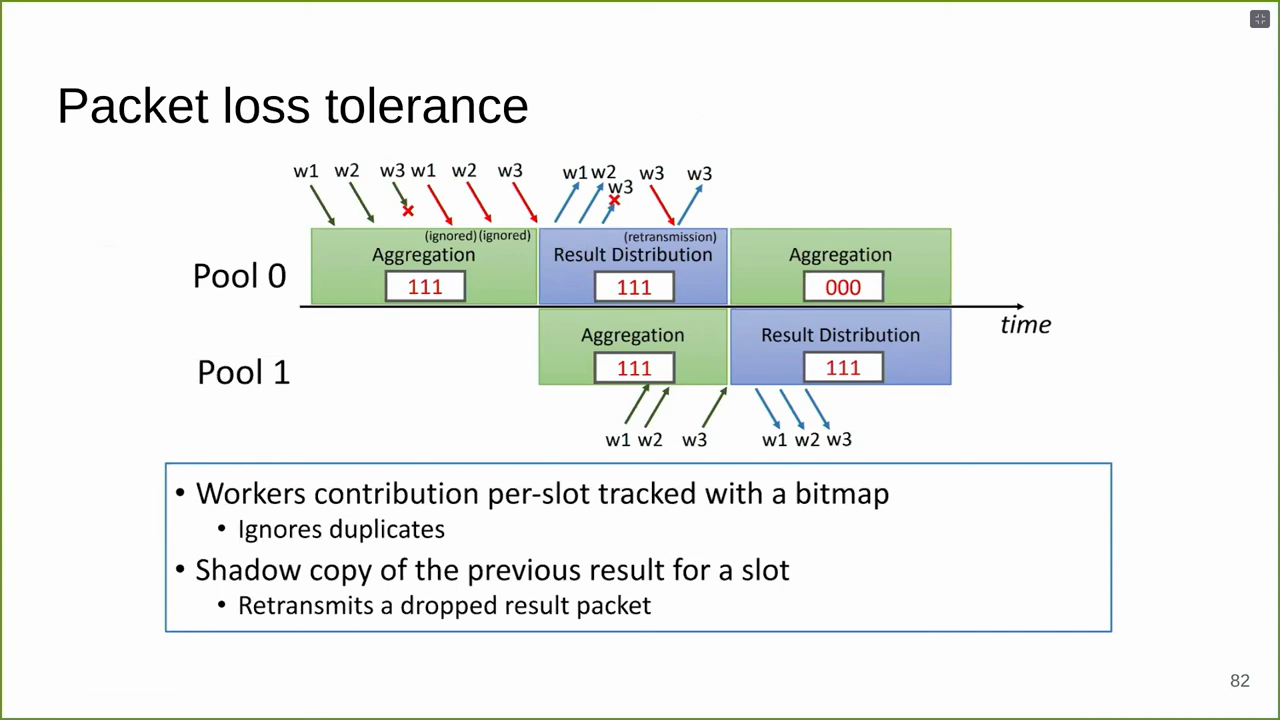 Packet loss tolerance
w1 w2 w3 w1 w2 w3 w1 w2 w3 w3 w3
(ignored) (ignored) (retransmission)
Aggregation Result Distribution Aggregation
Pool 0 111 111 000
time
Aggregation Result Distribution
Pool 1 111 111
w1 w2 w3 w1 w2 w3
• Workers contribution per-slot tracked with a bitmap
• Ignores duplicates
• Shadow copy of the previous result for a slot
• Retransmits a dropped result packet
82